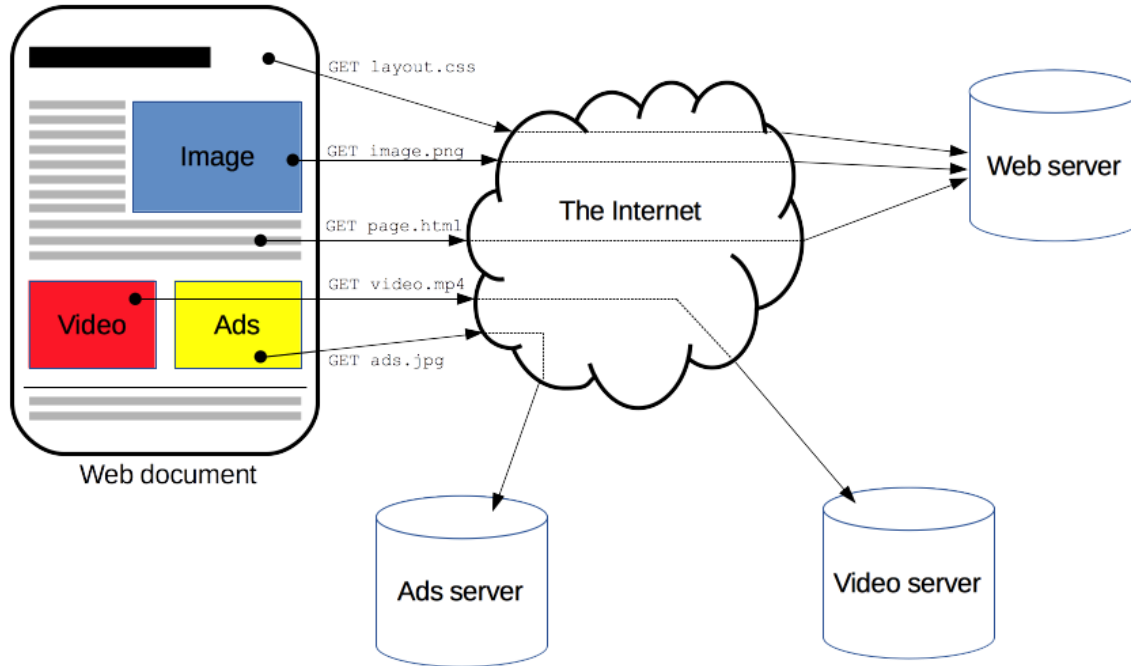 GET layout.css
Image
GET image.png
Web server
The Internet
GET page.html
GET video.mp4
Video
Ads
GET ads.jpg
Web document
Ads server
Video server